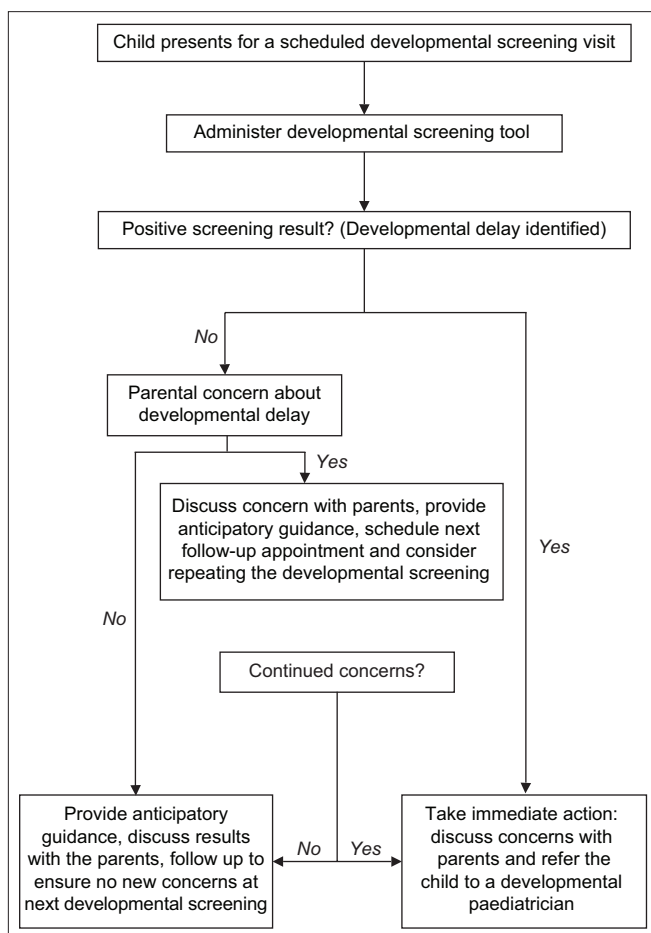 Child presents for a scheduled developmental screening visit
Administer developmental screening tool
Positive screening result? (Developmental delay identified)
No
Parental concern about
developmental delay
Yes
Discuss concern with parents, provide
anticipatory guidance, schedule next
follow-up appointment and consider
repeating the developmental screening
Yes
No
Continued concerns?
Provide anticipatory
guidance, discuss results
with the parents, follow up to
ensure no new concerns at
next developmental screening
No
Yes
Take immediate action:
discuss concerns with
parents and refer the
child to a developmental
paediatrician